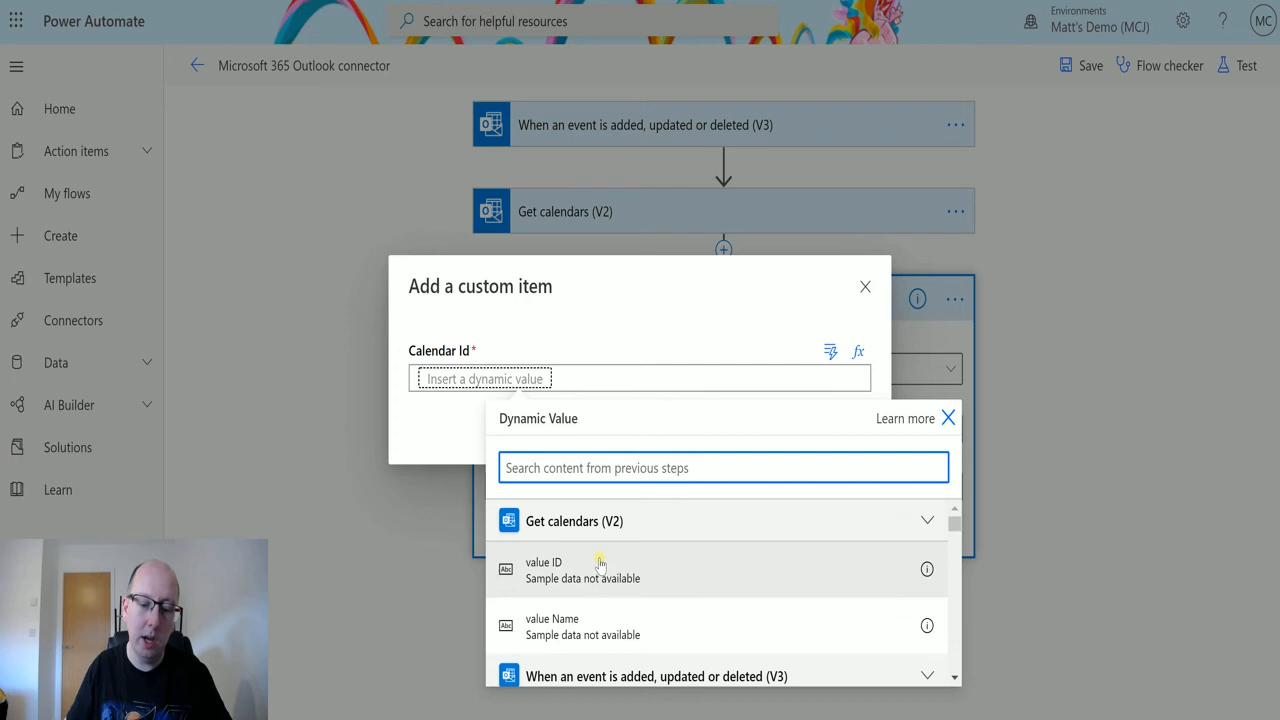 Power Automate
Search for helpful resources
Environments
Matt's Demo (MCJ)
?
MC
Microsoft 365 Outlook connector
Save
Flow checker
Test
Home
Action items
My flows
Create
Templates
Connectors
Data
AI Builder
Solutions
Learn
When an event is added, updated or deleted (V3)
Get calendars (V2)
Add a custom item
Calendar Id *
fx
Insert a dynamic value
Dynamic Value
Learn more
Search content from previous steps
Get calendars (V2)
Abc
value ID
Sample data not available
Abc
value Name
Sample data not available
When an event is added, updated or deleted (V3)